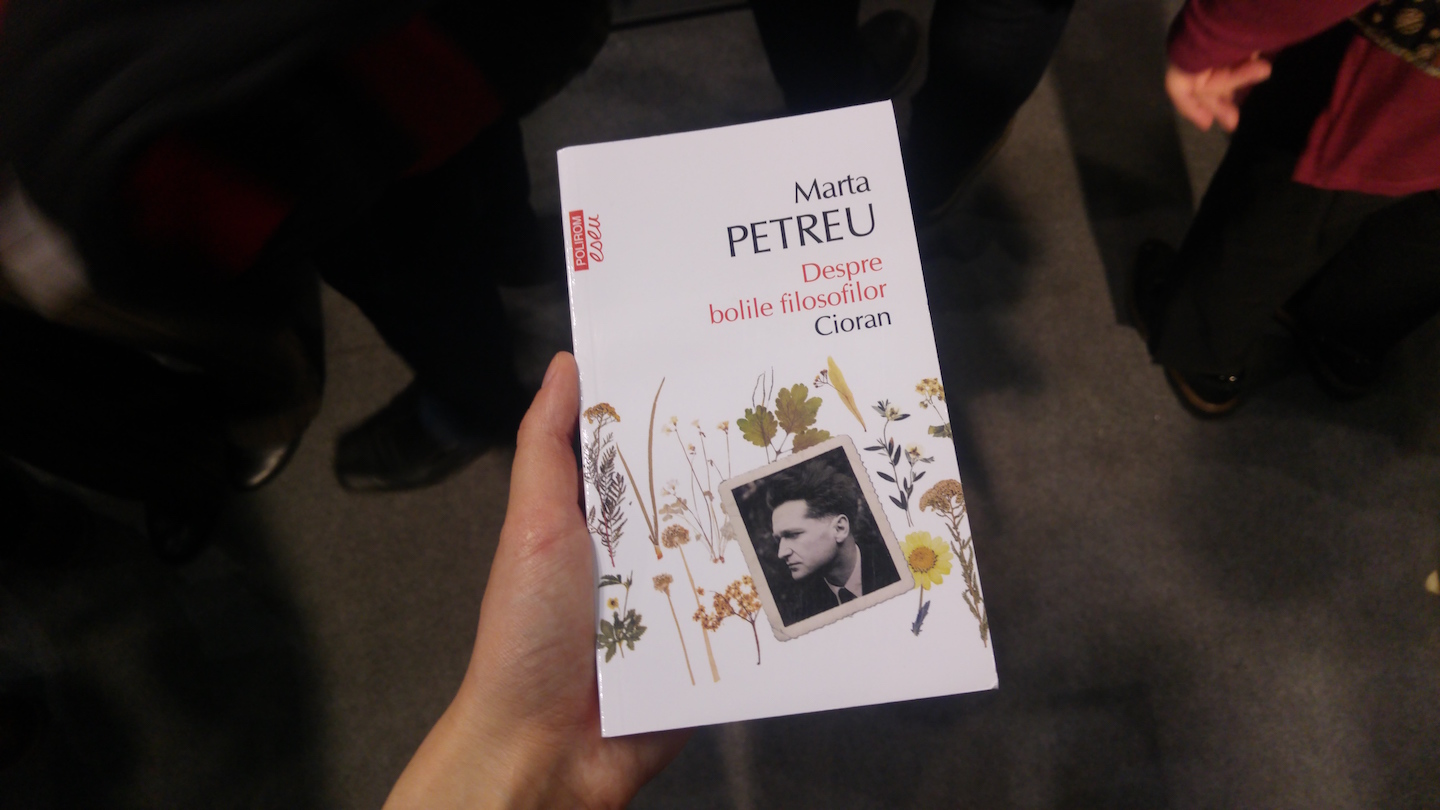 Marta
PETREU
Despre
bolile filosofilor
Cioran
POLIROM
eseu